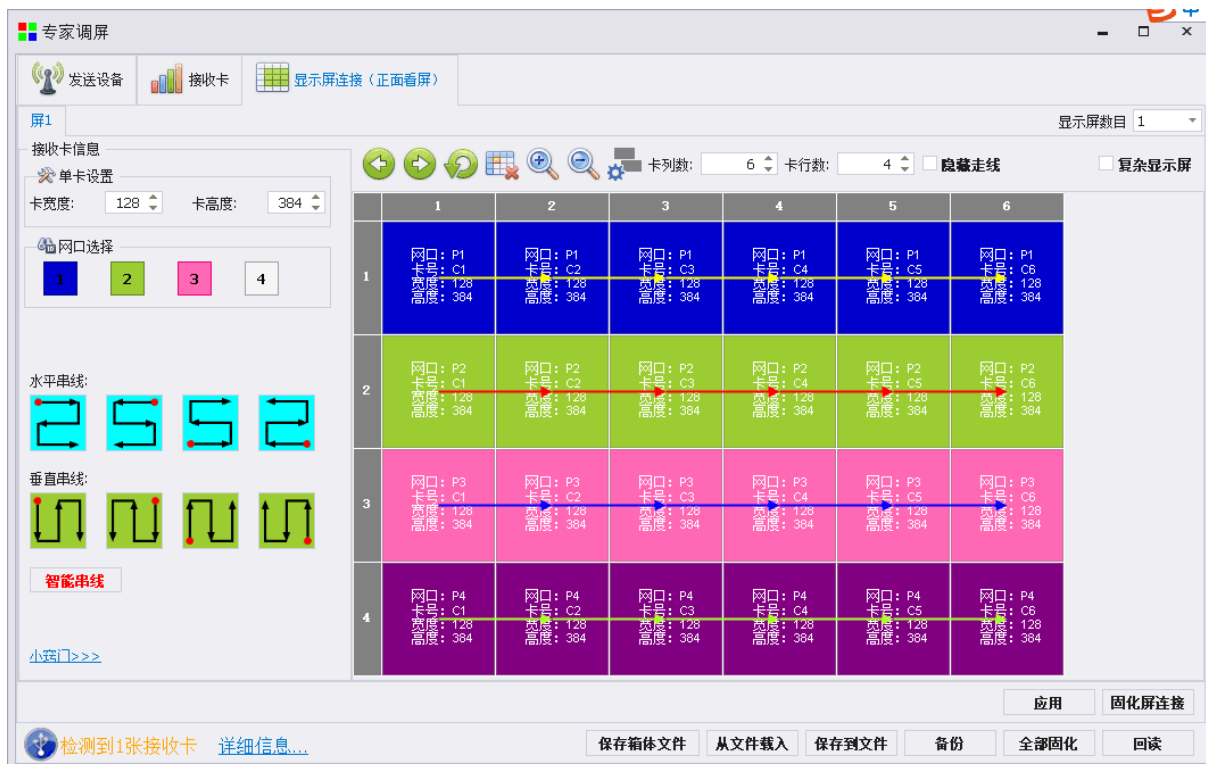 专家调屏
发送设备 接收卡 显示屏连接（正面看屏）
屏1 显示屏数目 1
接收卡信息
单卡设置
卡宽度: 128 卡高度: 384
网口选择
1 2 3 4
水平串线:
垂直串线:
智能串线
小窍门>>>
卡列数: 6 卡行数: 4 隐藏走线 复杂显示屏
1 2 3 4 5 6
1
网口: P1 网口: P1 网口: P1 网口: P1 网口: P1 网口: P1
卡号: C1 卡号: C2 卡号: C3 卡号: C4 卡号: C5 卡号: C6
宽度: 128 宽度: 128 宽度: 128 宽度: 128 宽度: 128 宽度: 128
高度: 384 高度: 384 高度: 384 高度: 384 高度: 384 高度: 384
2
网口: P2 网口: P2 网口: P2 网口: P2 网口: P2 网口: P2
卡号: C1 卡号: C2 卡号: C3 卡号: C4 卡号: C5 卡号: C6
宽度: 128 宽度: 128 宽度: 128 宽度: 128 宽度: 128 宽度: 128
高度: 384 高度: 384 高度: 384 高度: 384 高度: 384 高度: 384
3
网口: P3 网口: P3 网口: P3 网口: P3 网口: P3 网口: P3
卡号: C1 卡号: C2 卡号: C3 卡号: C4 卡号: C5 卡号: C6
宽度: 128 宽度: 128 宽度: 128 宽度: 128 宽度: 128 宽度: 128
高度: 384 高度: 384 高度: 384 高度: 384 高度: 384 高度: 384
4
网口: P4 网口: P4 网口: P4 网口: P4 网口: P4 网口: P4
卡号: C1 卡号: C2 卡号: C3 卡号: C4 卡号: C5 卡号: C6
宽度: 128 宽度: 128 宽度: 128 宽度: 128 宽度: 128 宽度: 128
高度: 384 高度: 384 高度: 384 高度: 384 高度: 384 高度: 384
应用 固化屏连接
检测到1张接收卡 详细信息... 保存箱体文件 从文件载入 保存到文件 备份 全部固化 回读